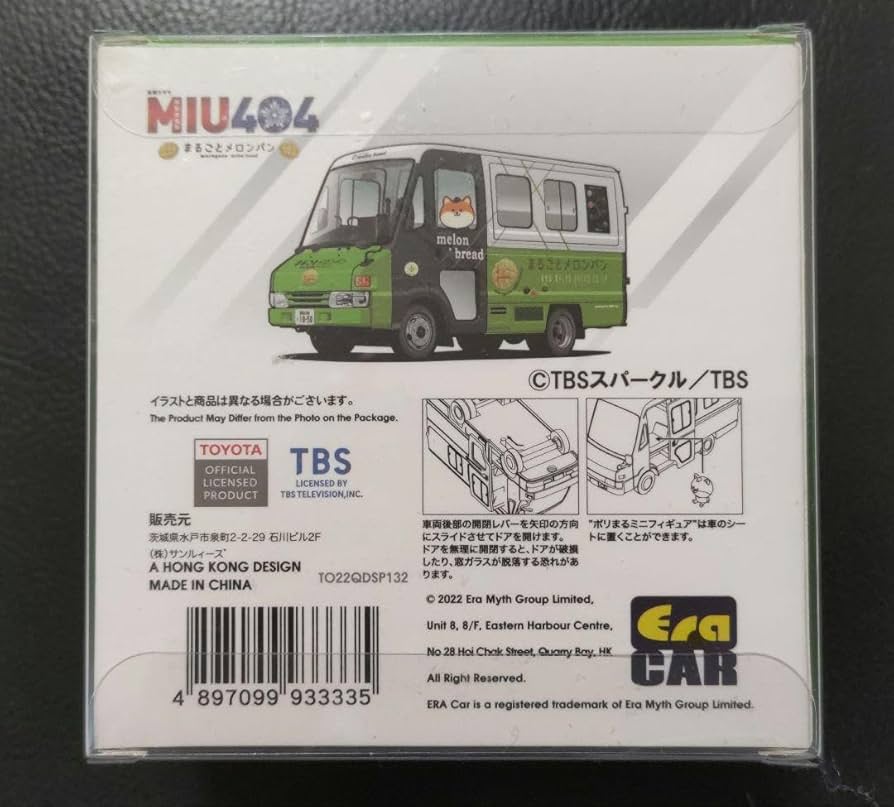 MIU404
まるごとメロンパン
melon
bread
まるごとメロンパン
©TBSスパークル／TBS
イラストと商品は異なる場合がございます。
The Product May Differ from the Photo on the Package.
TOYOTA
OFFICIAL
LICENSED
PRODUCT
TBS
LICENSED BY
TBS TELEVISION,INC.
販売元
茨城県水戸市泉町2-2-29 石川ビル2F
(株)サンルィーズ
A HONG KONG DESIGN
MADE IN CHINA
TO22QDSP132
車両後部の開閉レバーを矢印の方向
にスライドさせてドアを開けます。
ドアを無理に開閉すると、ドアが破損
したり、窓ガラスが脱落する恐れがあ
ります。
"ポリまるミニフィギュア"は車のシー
トに置くことができます。
© 2022 Era Myth Group Limited,
Unit 8, 8/F, Eastern Harbour Centre,
No 28 Hoi Chak Street, Quarry Bay, HK
All Right Reserved.
ERA Car is a registered trademark of Era Myth Group Limited.
Era
CAR
4 897099 933335